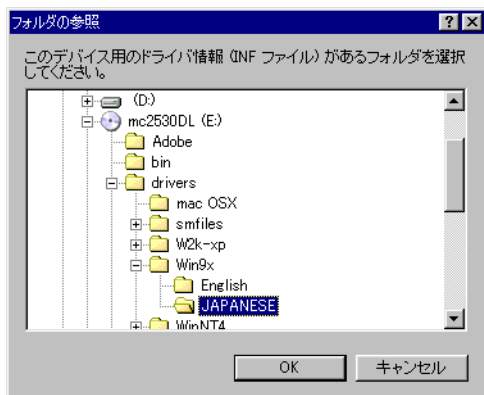 フォルダの参照
このデバイス用のドライバ情報 (INF ファイル) があるフォルダを選択
してください。
(D:)
mc2530DL (E:)
Adobe
bin
drivers
mac OSX
smfiles
W2k-xp
Win9x
English
JAPANESE
WinNT4
OK
キャンセル